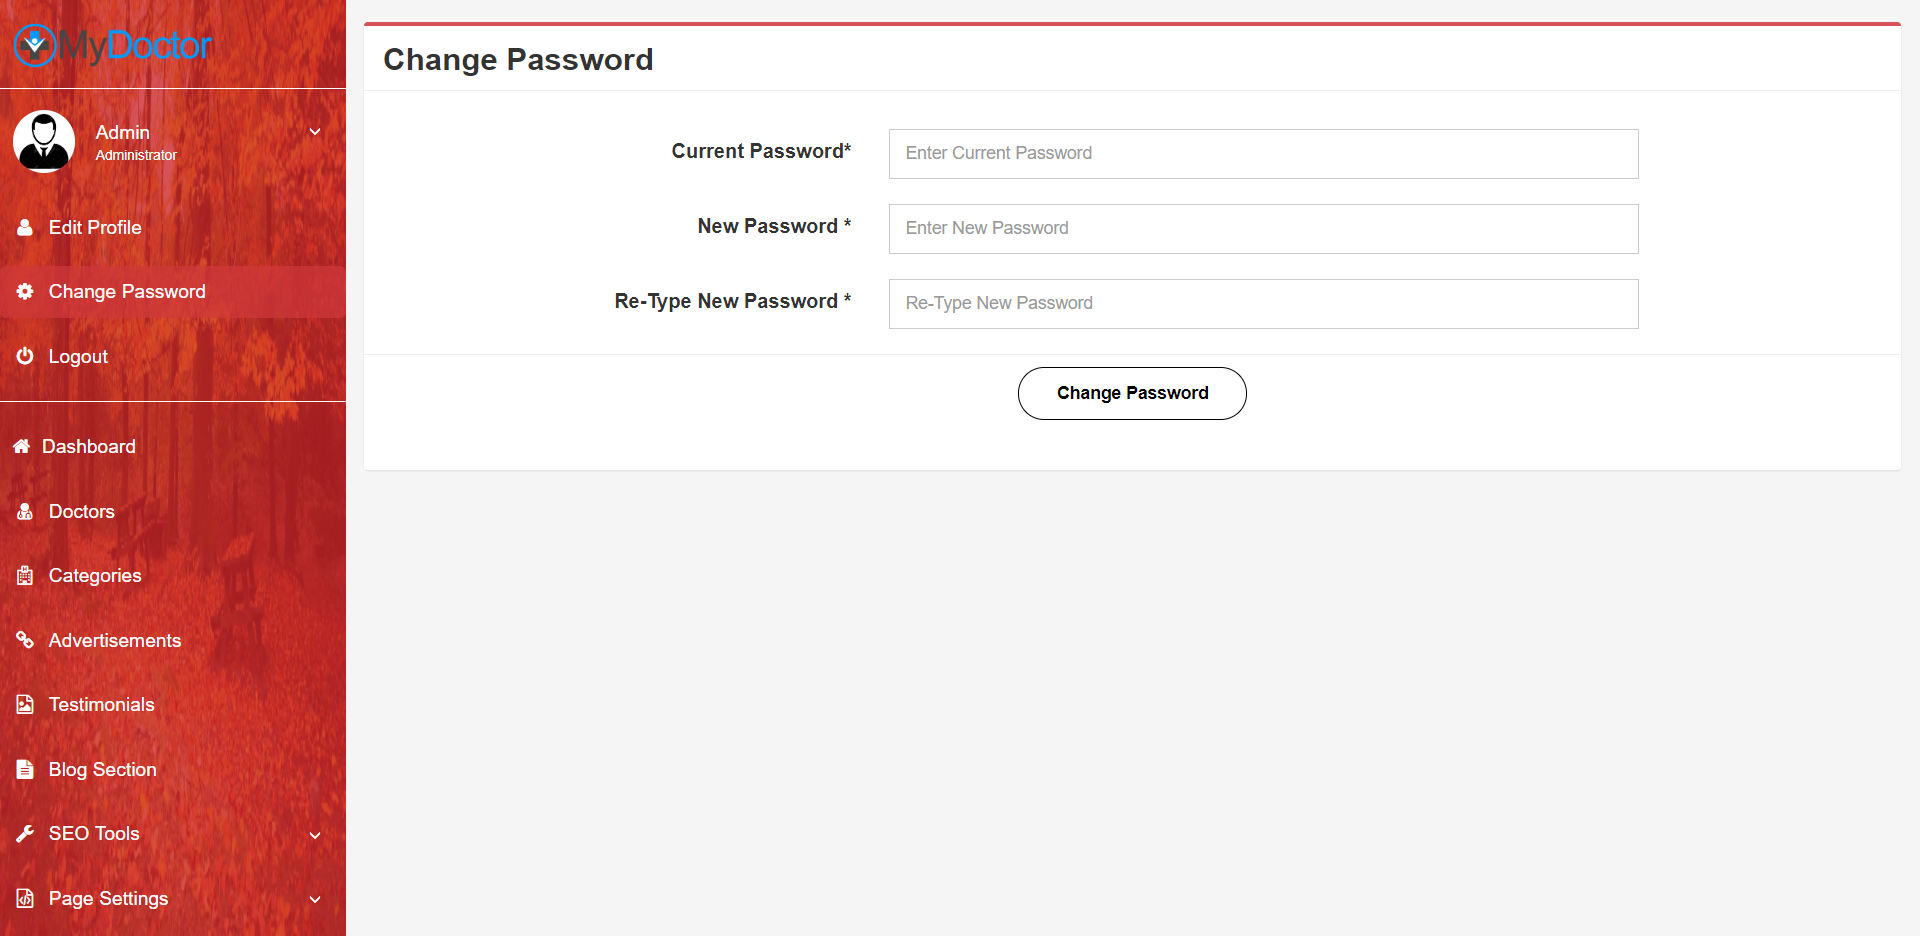 MyDoctor
Admin
Administrator
Edit Profile
Change Password
Logout
Dashboard
Doctors
Categories
Advertisements
Testimonials
Blog Section
SEO Tools
Page Settings
Change Password
Current Password*
Enter Current Password
New Password *
Enter New Password
Re-Type New Password *
Re-Type New Password
Change Password